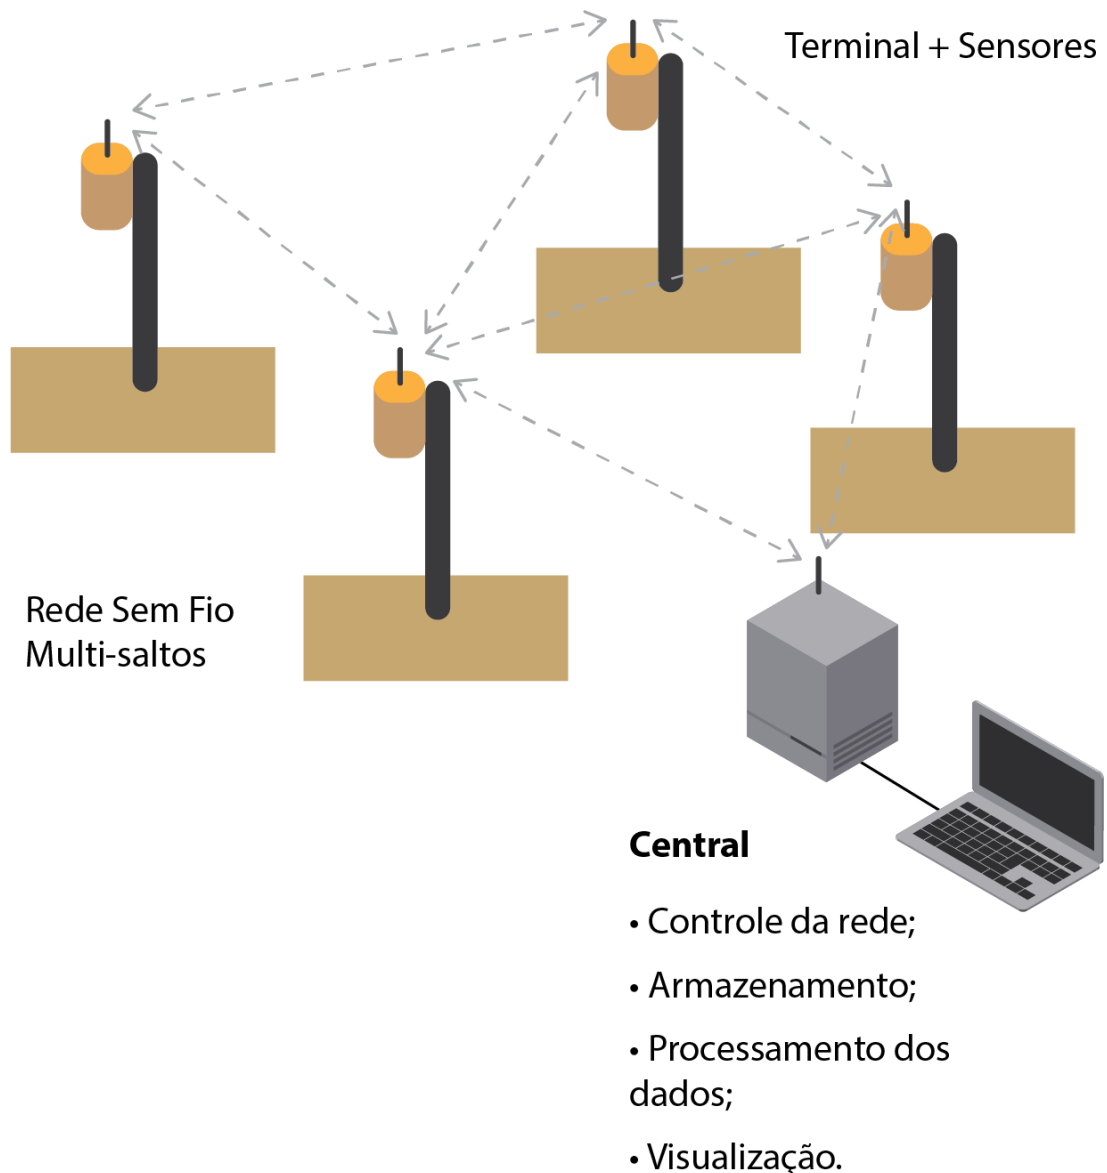 Terminal + Sensores
Rede Sem Fio
Multi-saltos
Central
• Controle da rede;
• Armazenamento;
• Processamento dos
dados;
• Visualização.